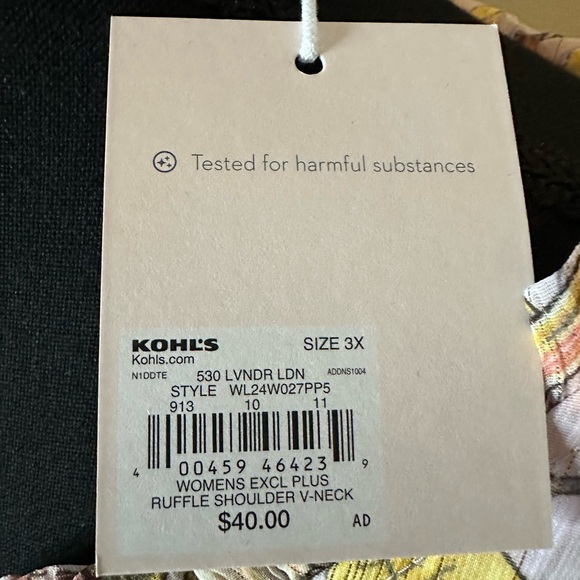 Tested for harmful substances
KOHL'S SIZE 3X
Kohls.com
N1DDTE 530 LVNDR LDN ADDNS1004
STYLE WL24W027PP5
913 10 11
4 00459 46423 9
WOMENS EXCL PLUS
RUFFLE SHOULDER V-NECK
$40.00 AD